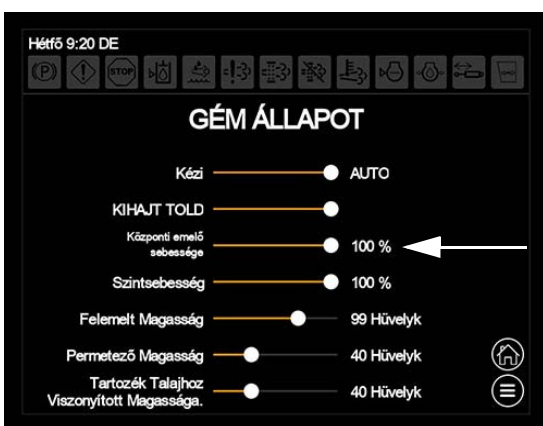 Hétfő 9:20 DE
(P) STOP
GÉM ÁLLAPOT
Kézi AUTO
KIHAJT TOLD
Központi emelő
sebessége 100 %
Szintsebesség 100 %
Felemelt Magasság 99 Hüvelyk
Permetező Magasság 40 Hüvelyk
Tartozék Talajhoz
Viszonyított Magassága. 40 Hüvelyk